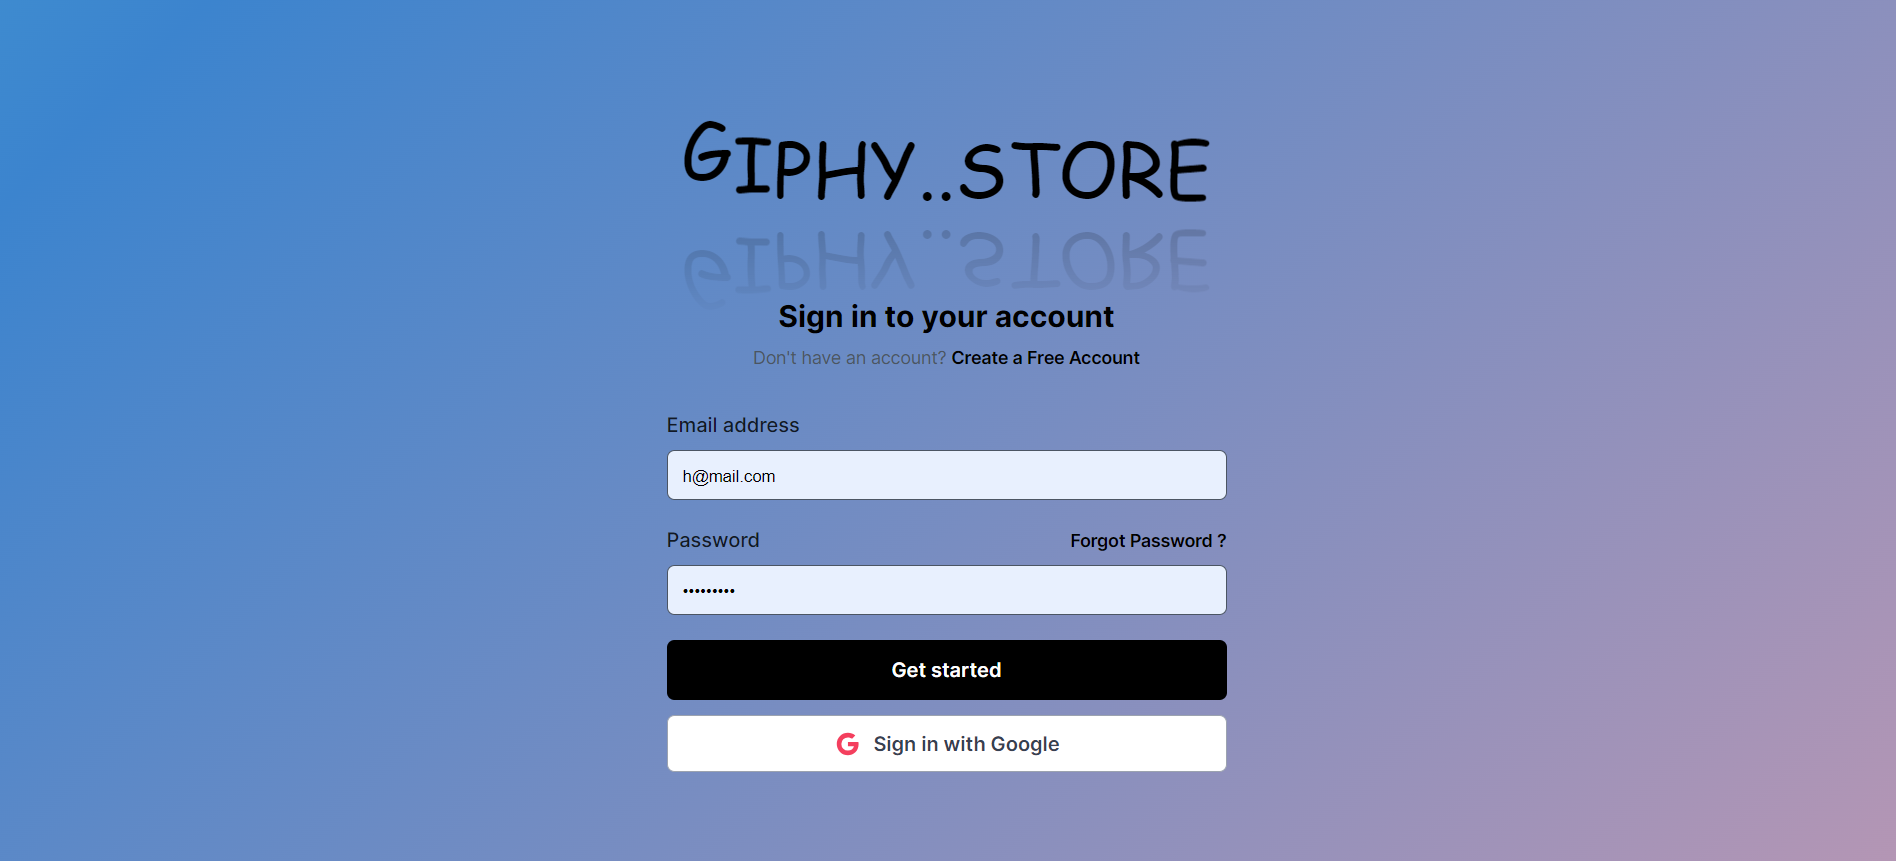 GIPHY..STORE
Sign in to your account
Don't have an account? Create a Free Account
Email address
h@mail.com
Password Forgot Password ?
•••••••••
Get started
G Sign in with Google